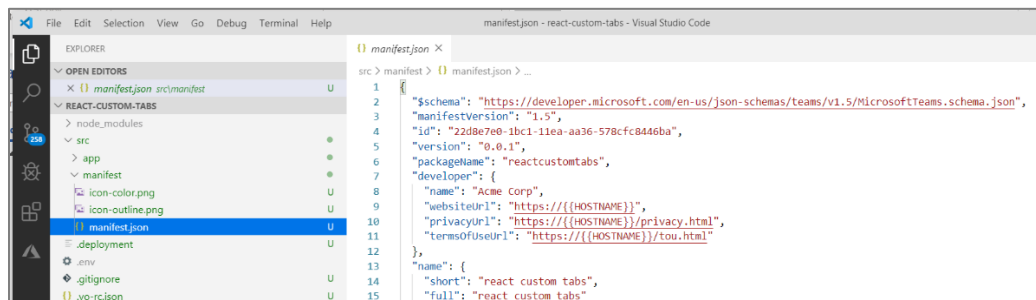 File Edit Selection View Go Debug Terminal Help
manifest.json - react-custom-tabs - Visual Studio Code
EXPLORER
OPEN EDITORS
{} manifest.json src\manifest U
REACT-CUSTOM-TABS
node_modules
src
app
manifest
icon-color.png U
icon-outline.png U
{} manifest.json U
.deployment U
.env
.gitignore U
{} .yo-rc.json U
258
{} manifest.json
src > manifest > {} manifest.json > ...
1 {
2 "$schema": "https://developer.microsoft.com/en-us/json-schemas/teams/v1.5/MicrosoftTeams.schema.json",
3 "manifestVersion": "1.5",
4 "id": "22d8e7e0-1bc1-11ea-aa36-578cfc8446ba",
5 "version": "0.0.1",
6 "packageName": "reactcustomtabs",
7 "developer": {
8 "name": "Acme Corp",
9 "websiteUrl": "https://{{HOSTNAME}}",
10 "privacyUrl": "https://{{HOSTNAME}}/privacy.html",
11 "termsOfUseUrl": "https://{{HOSTNAME}}/tou.html"
12 },
13 "name": {
14 "short": "react custom tabs",
15 "full": "react custom tabs"